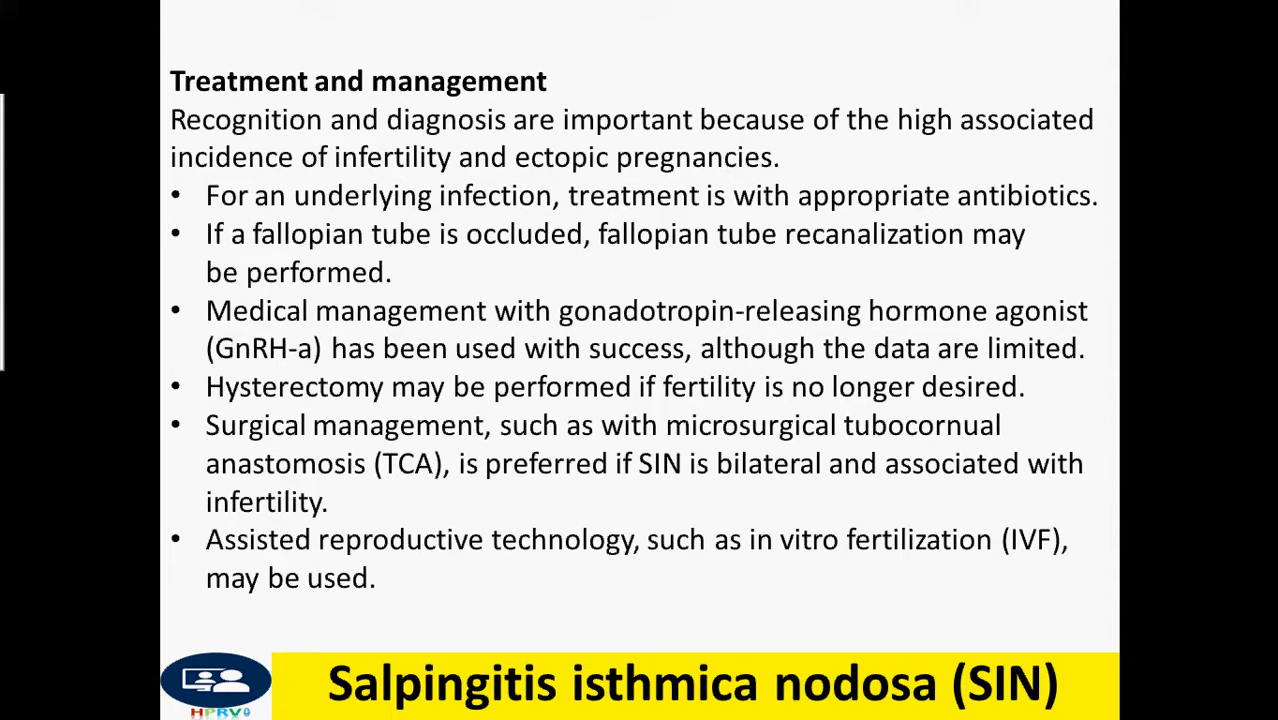 Treatment and management
Recognition and diagnosis are important because of the high associated
incidence of infertility and ectopic pregnancies.
• For an underlying infection, treatment is with appropriate antibiotics.
• If a fallopian tube is occluded, fallopian tube recanalization may
be performed.
• Medical management with gonadotropin-releasing hormone agonist
(GnRH-a) has been used with success, although the data are limited.
• Hysterectomy may be performed if fertility is no longer desired.
• Surgical management, such as with microsurgical tubocornual
anastomosis (TCA), is preferred if SIN is bilateral and associated with
infertility.
• Assisted reproductive technology, such as in vitro fertilization (IVF),
may be used.
Salpingitis isthmica nodosa (SIN)